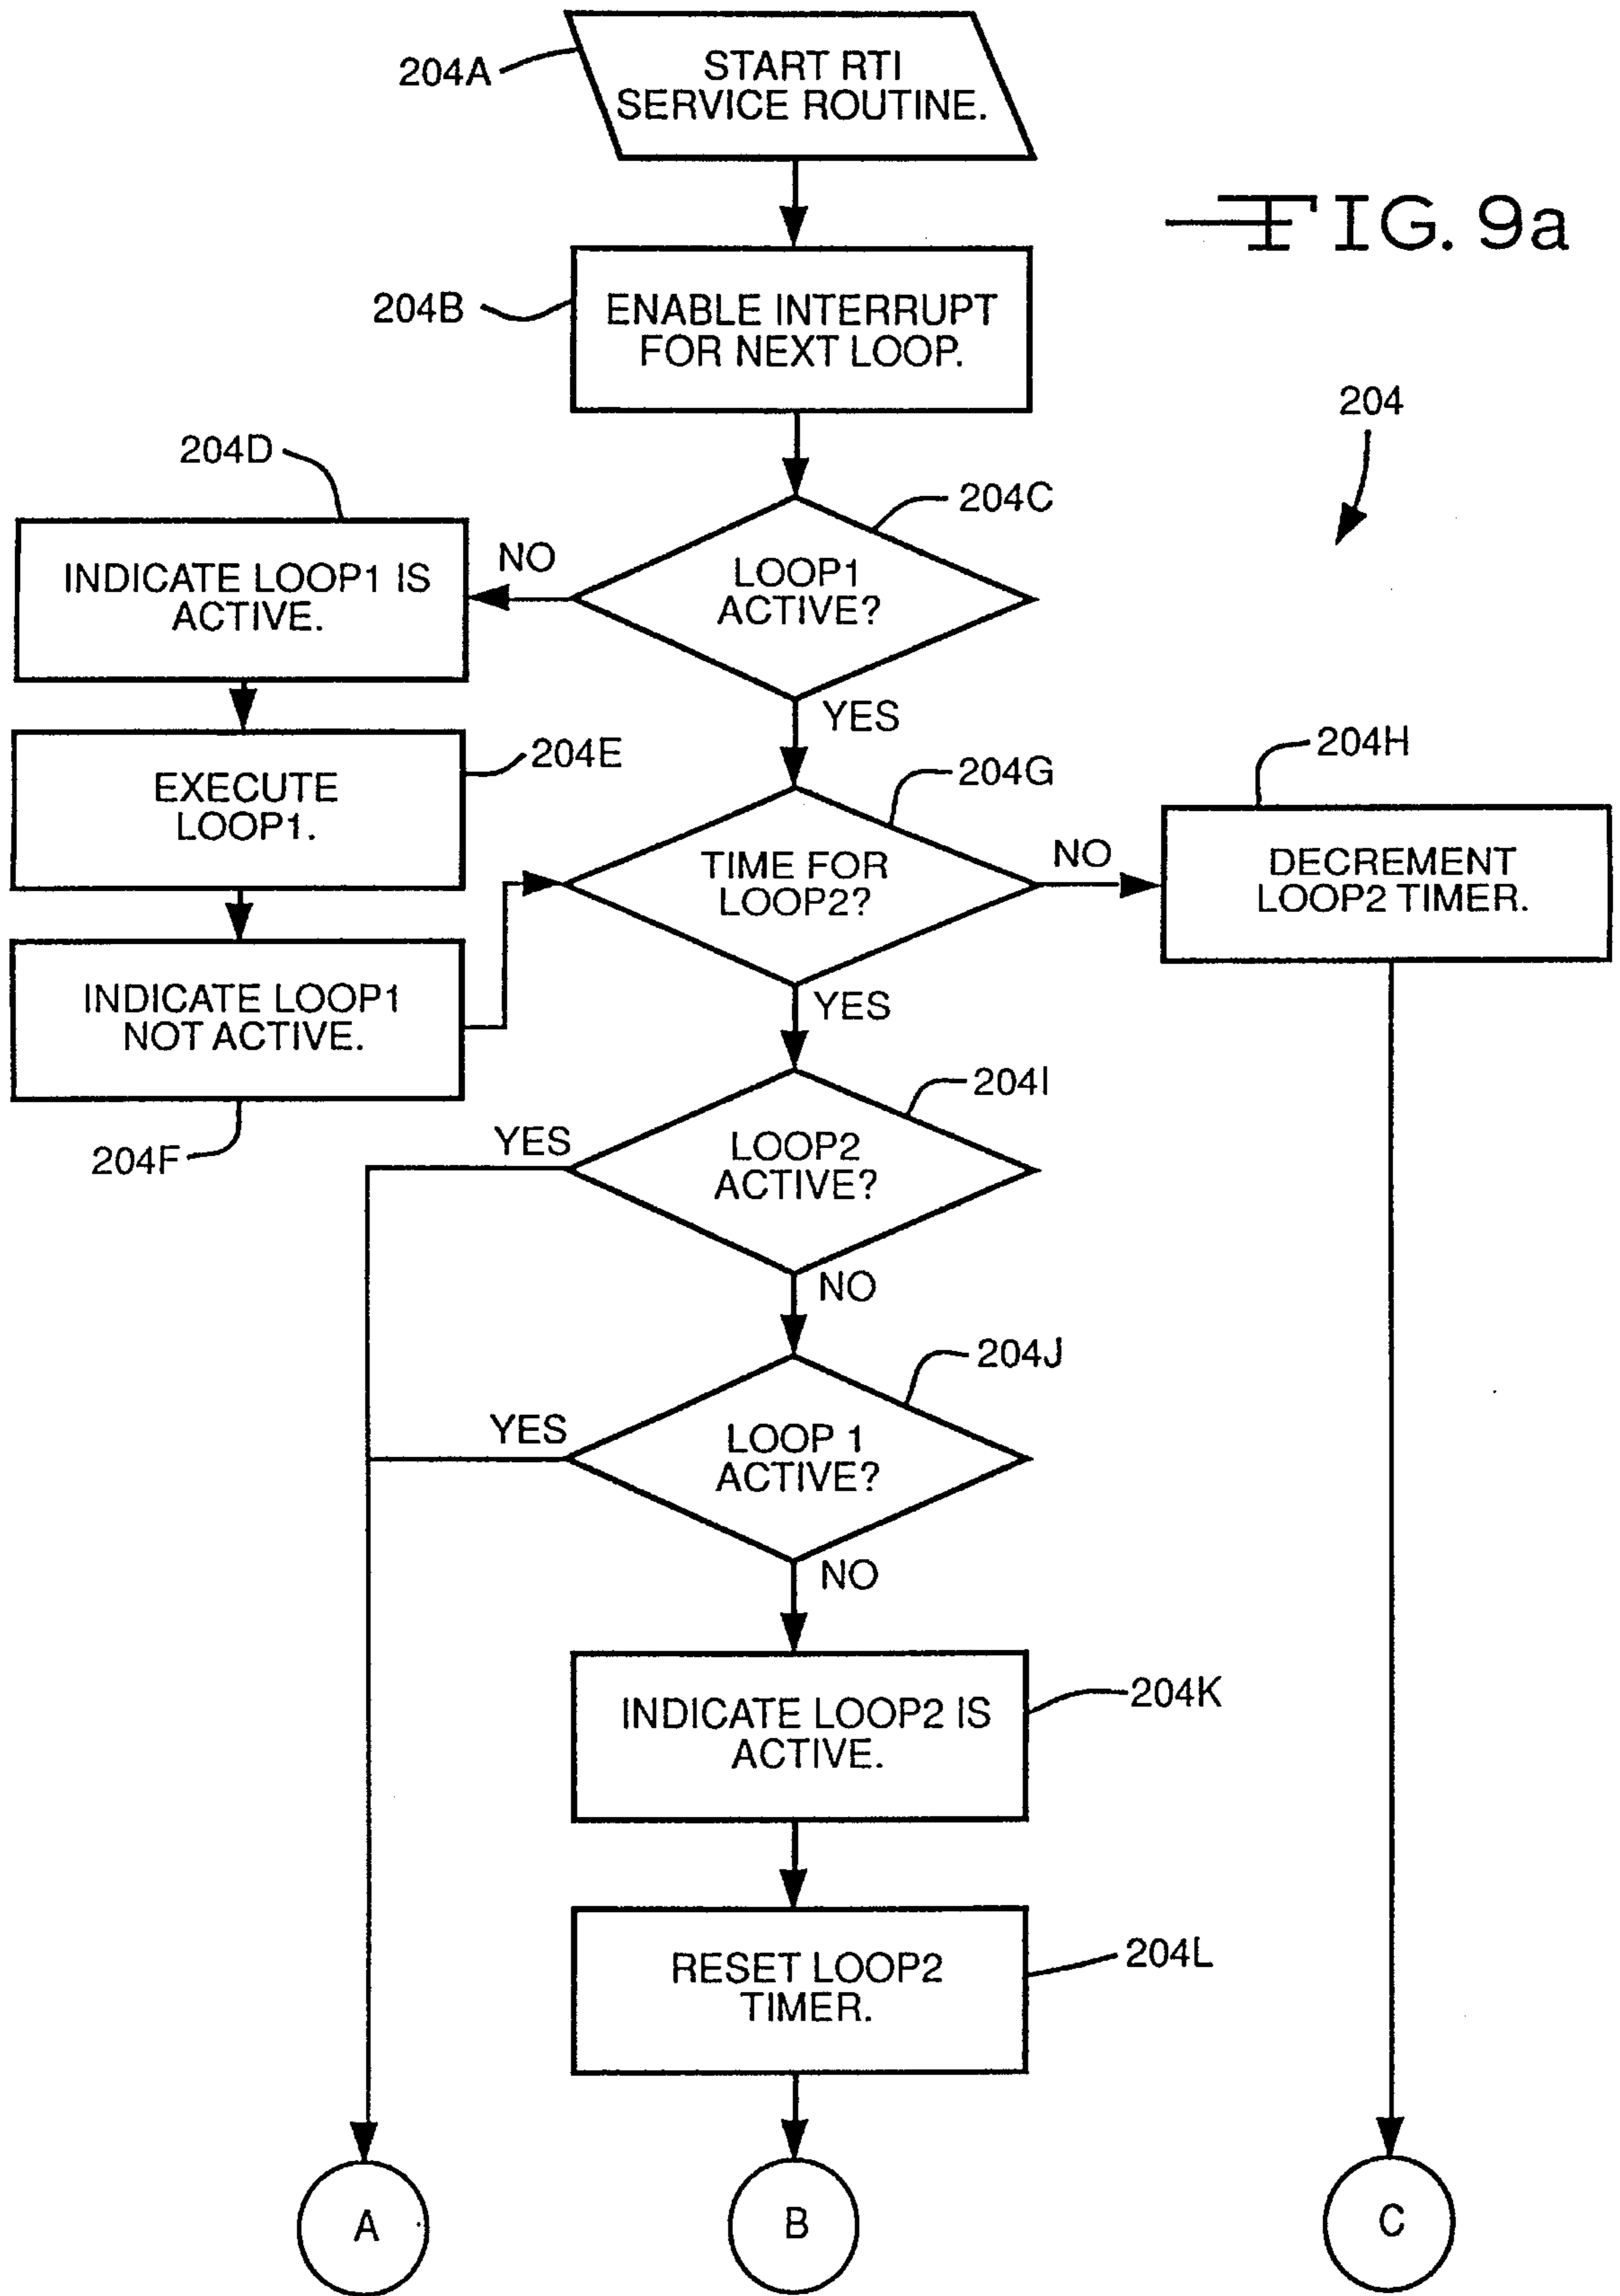 204A
START RTI
SERVICE ROUTINE.
FIG. 9a
204B
ENABLE INTERRUPT
FOR NEXT LOOP.
204
204D
204C
INDICATE LOOP1 IS
ACTIVE.
NO
LOOP1
ACTIVE?
YES
204E
EXECUTE
LOOP1.
204G
204H
TIME FOR
LOOP2?
NO
DECREMENT
LOOP2 TIMER.
INDICATE LOOP1
NOT ACTIVE.
YES
204F
204I
YES
LOOP2
ACTIVE?
NO
204J
YES
LOOP 1
ACTIVE?
NO
204K
INDICATE LOOP2 IS
ACTIVE.
204L
RESET LOOP2
TIMER.
A
B
C